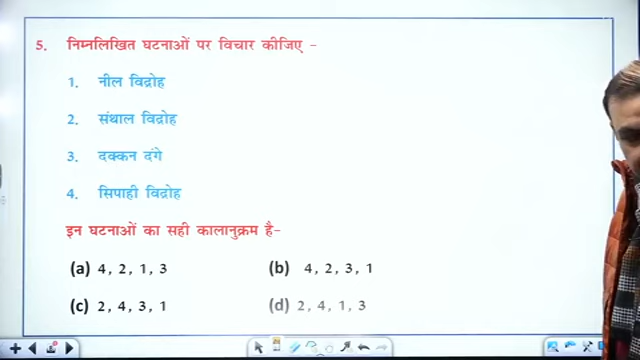 5. निम्नलिखित घटनाओं पर विचार कीजिए -
1. नील विद्रोह
2. संथाल विद्रोह
3. दक्कन दंगे
4. सिपाही विद्रोह
इन घटनाओं का सही कालानुक्रम है-
(a) 4, 2, 1, 3 (b) 4, 2, 3, 1
(c) 2, 4, 3, 1 (d) 2, 4, 1, 3